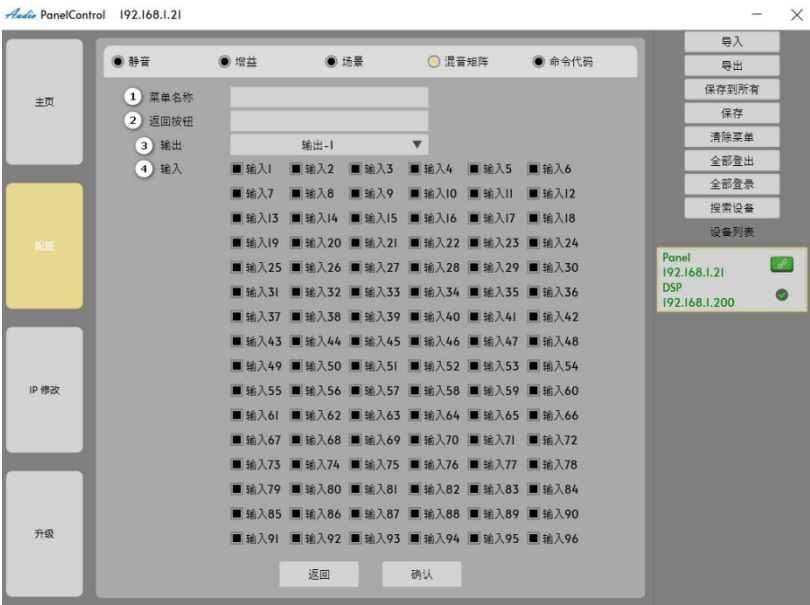 Audio PanelControl 192.168.1.21
主页
配置
IP 修改
升级
静音 增益 场景 混音矩阵 命令代码
1 菜单名称
2 返回按钮
3 输出 输出-1
4 输入 输入1 输入2 输入3 输入4 输入5 输入6
输入7 输入8 输入9 输入10 输入11 输入12
输入13 输入14 输入15 输入16 输入17 输入18
输入19 输入20 输入21 输入22 输入23 输入24
输入25 输入26 输入27 输入28 输入29 输入30
输入31 输入32 输入33 输入34 输入35 输入36
输入37 输入38 输入39 输入40 输入41 输入42
输入43 输入44 输入45 输入46 输入47 输入48
输入49 输入50 输入51 输入52 输入53 输入54
输入55 输入56 输入57 输入58 输入59 输入60
输入61 输入62 输入63 输入64 输入65 输入66
输入67 输入68 输入69 输入70 输入71 输入72
输入73 输入74 输入75 输入76 输入77 输入78
输入79 输入80 输入81 输入82 输入83 输入84
输入85 输入86 输入87 输入88 输入89 输入90
输入91 输入92 输入93 输入94 输入95 输入96
返回 确认
导入
导出
保存到所有
保存
清除菜单
全部登出
全部登录
搜索设备
设备列表
Panel
192.168.1.21
DSP
192.168.1.200